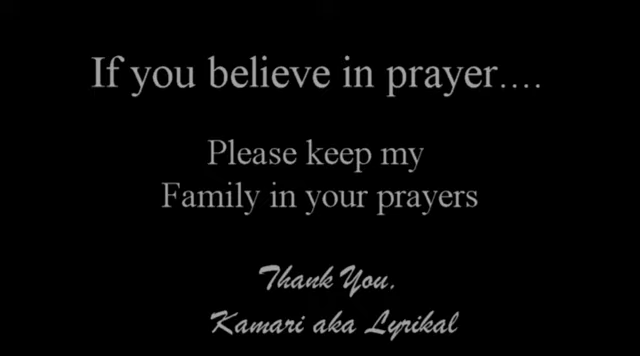 If you believe in prayer....
Please keep my
Family in your prayers
Thank You,
Kamari aka Lyrikal